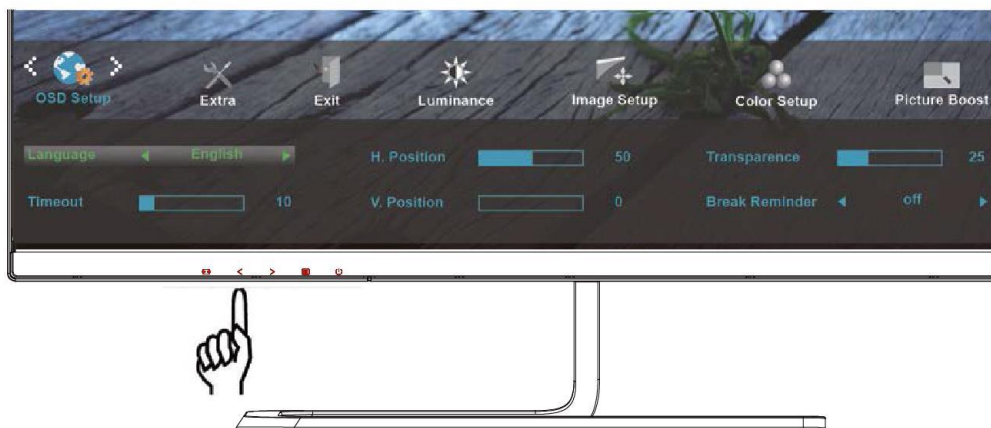 OSD Setup Extra Exit Luminance Image Setup Color Setup Picture Boost
Language English H. Position 50 Transparence 25
Timeout 10 V. Position 0 Break Reminder off